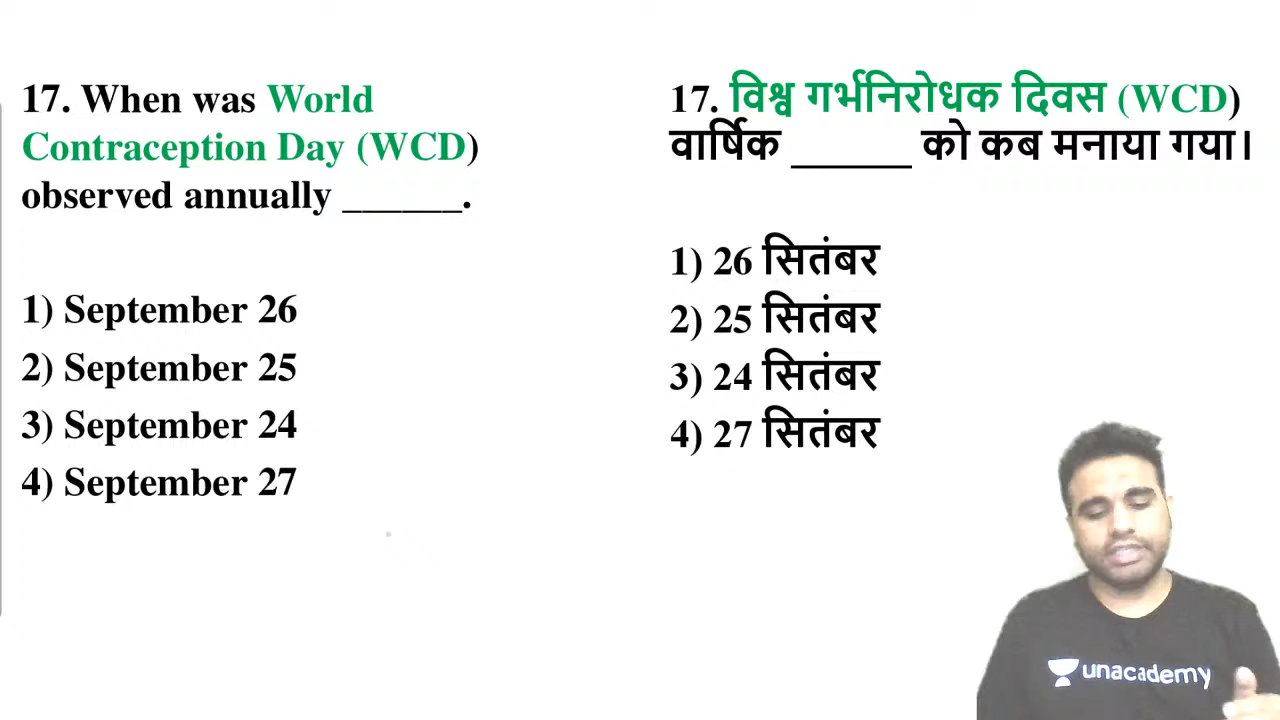 17. When was World
Contraception Day (WCD)
observed annually ______.
1) September 26
2) September 25
3) September 24
4) September 27
17. विश्व गर्भनिरोधक दिवस (WCD)
वार्षिक ______ को कब मनाया गया।
1) 26 सितंबर
2) 25 सितंबर
3) 24 सितंबर
4) 27 सितंबर
unacademy